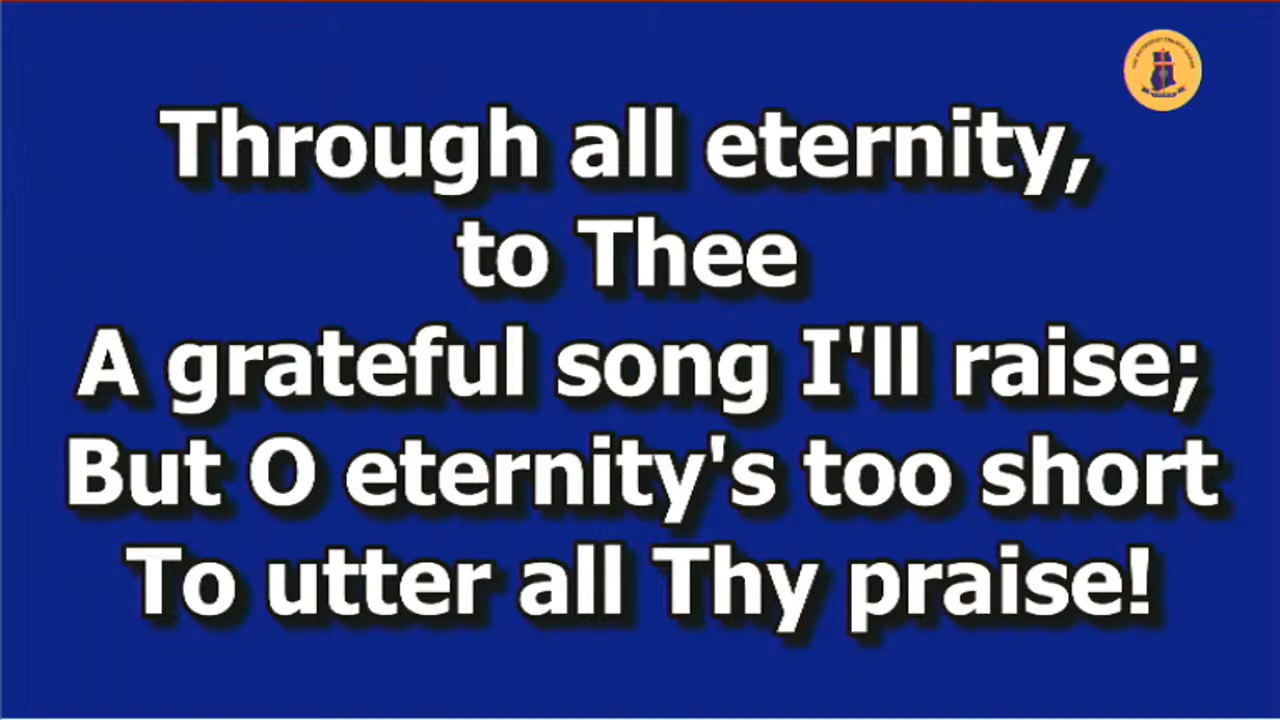 Through all eternity,
to Thee
A grateful song I'll raise;
But O eternity's too short
To utter all Thy praise!